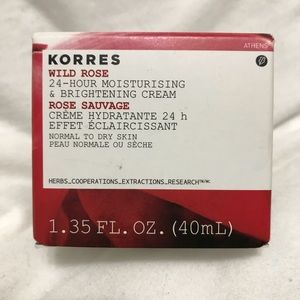 ATHENS
KORRES
WILD ROSE
24-HOUR MOISTURISING
& BRIGHTENING CREAM
ROSE SAUVAGE
CRÈME HYDRATANTE 24 h
EFFET ÉCLAIRCISSANT
NORMAL TO DRY SKIN
PEAU NORMALE OU SÈCHE
HERBS_COOPERATIONS_EXTRACTIONS_RESEARCH
1.35 FL. OZ. (40mL)